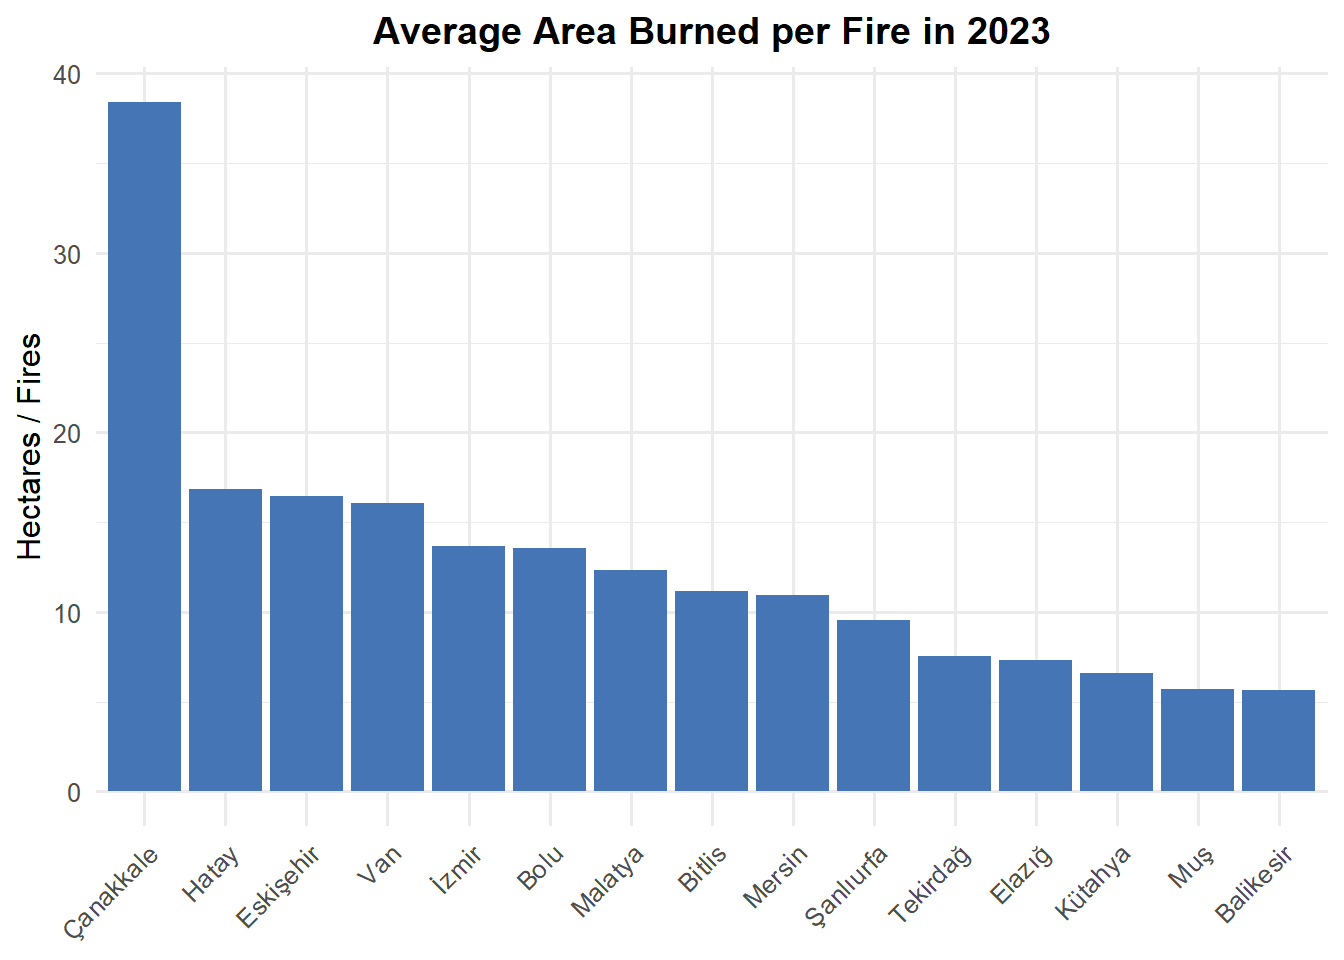 Average Area Burned per Fire in 2023
Hectares / Fires
40
30
20
10
0
Çanakkale
Hatay
Eskişehir
Van
İzmir
Bolu
Malatya
Bitlis
Mersin
Şanlıurfa
Tekirdağ
Elazığ
Kütahya
Muş
Balikesir